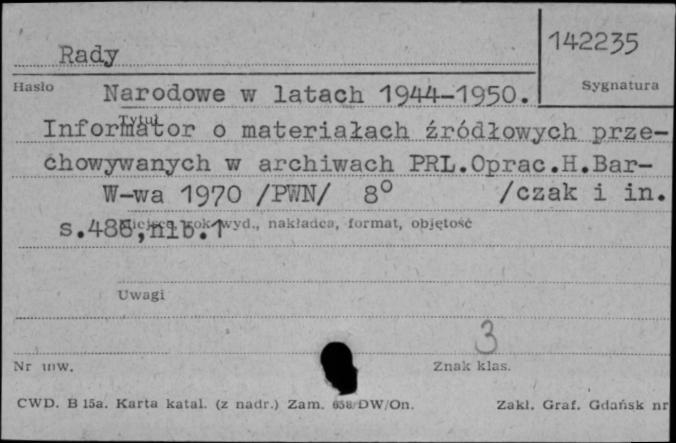 142235
Rady
Hasło
Sygnatura
Narodowe w latach 1944-1950.
Tytuł
Informator o materiałach źródłowych prze-
chowywanych w archiwach PRL.Oprac.H.Bar-
W-wa 1970 /PWN/ 8° /czak i in.
s.486,nlb.1
Miejsce, rok wyd., nakładca, format, objętość
Uwagi
3
Nr inw.
Znak klas.
CWD. B 15a. Karta katal. (z nadr.) Zam. 658/DW/On.
Zakł. Graf. Gdańsk nr